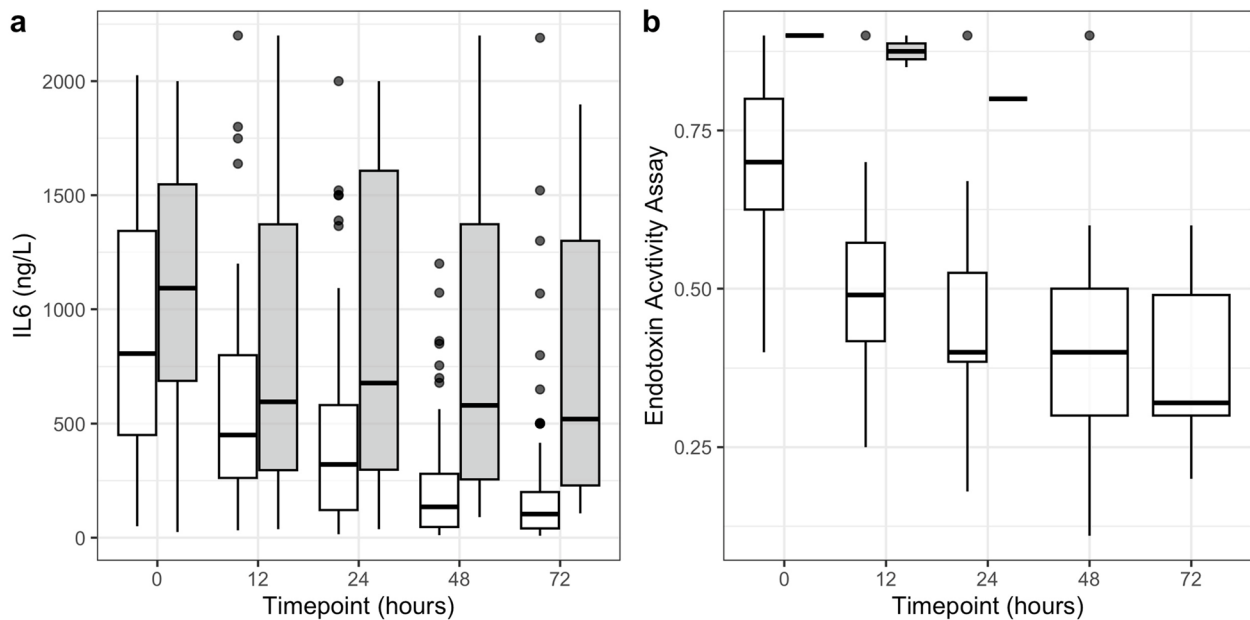 a
IL6 (ng/L)
2000
1500
1000
500
0
0 12 24 48 72
Timepoint (hours)
b
Endotoxin Acvtivity Assay
0.75
0.50
0.25
0 12 24 48 72
Timepoint (hours)